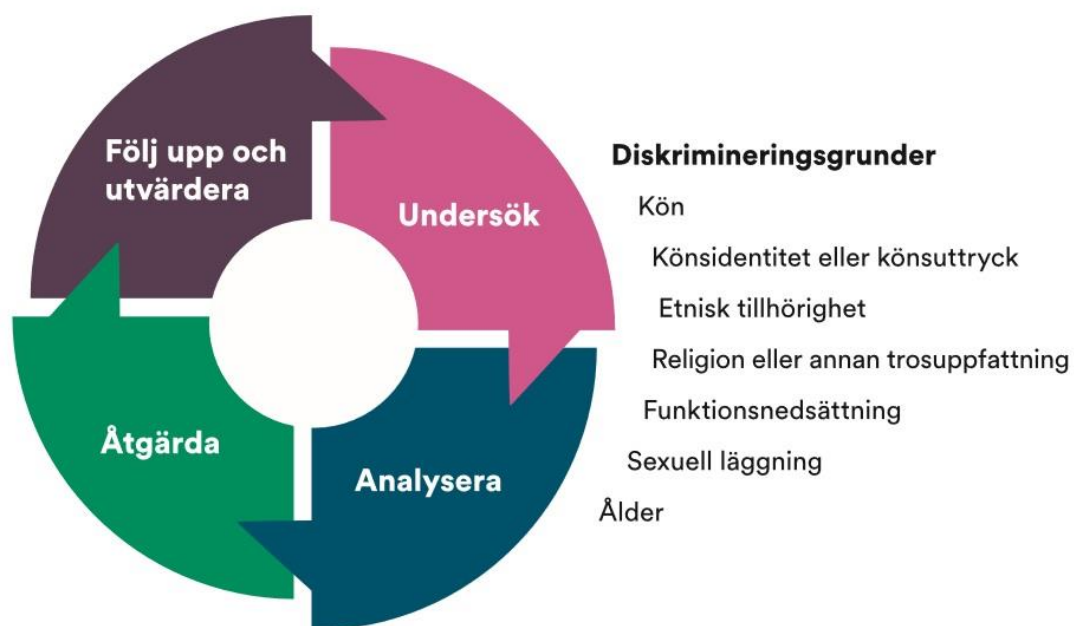 Följ upp och
utvärdera
Undersök
Åtgärda
Analysera
Diskrimineringsgrunder
Kön
Könsidentitet eller könsuttryck
Etnisk tillhörighet
Religion eller annan trosuppfattning
Funktionsnedsättning
Sexuell läggning
Ålder